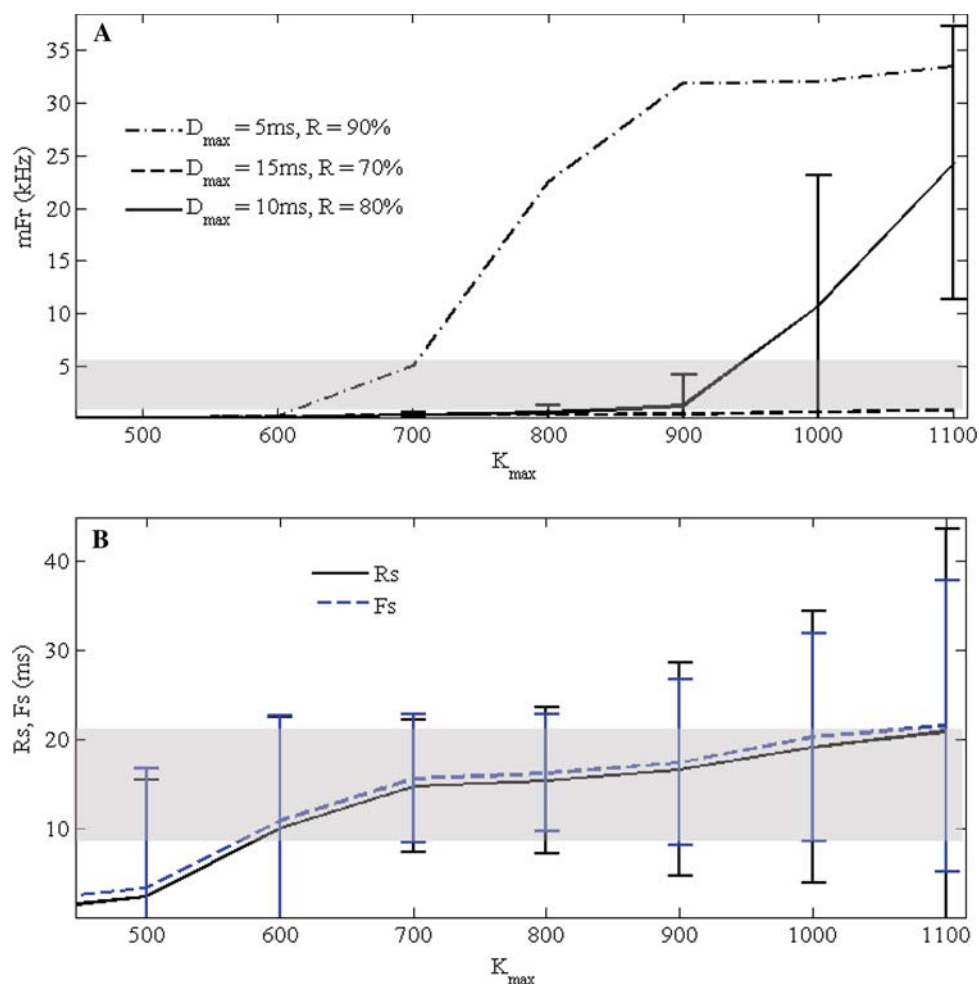 A
35
30
25
20
15
10
5
mFr (kHz)
D_max = 5ms, R = 90%
D_max = 15ms, R = 70%
D_max = 10ms, R = 80%
500 600 700 800 900 1000 1100
K_max
B
40
30
20
10
Rs, Fs (ms)
Rs
Fs
500 600 700 800 900 1000 1100
K_max